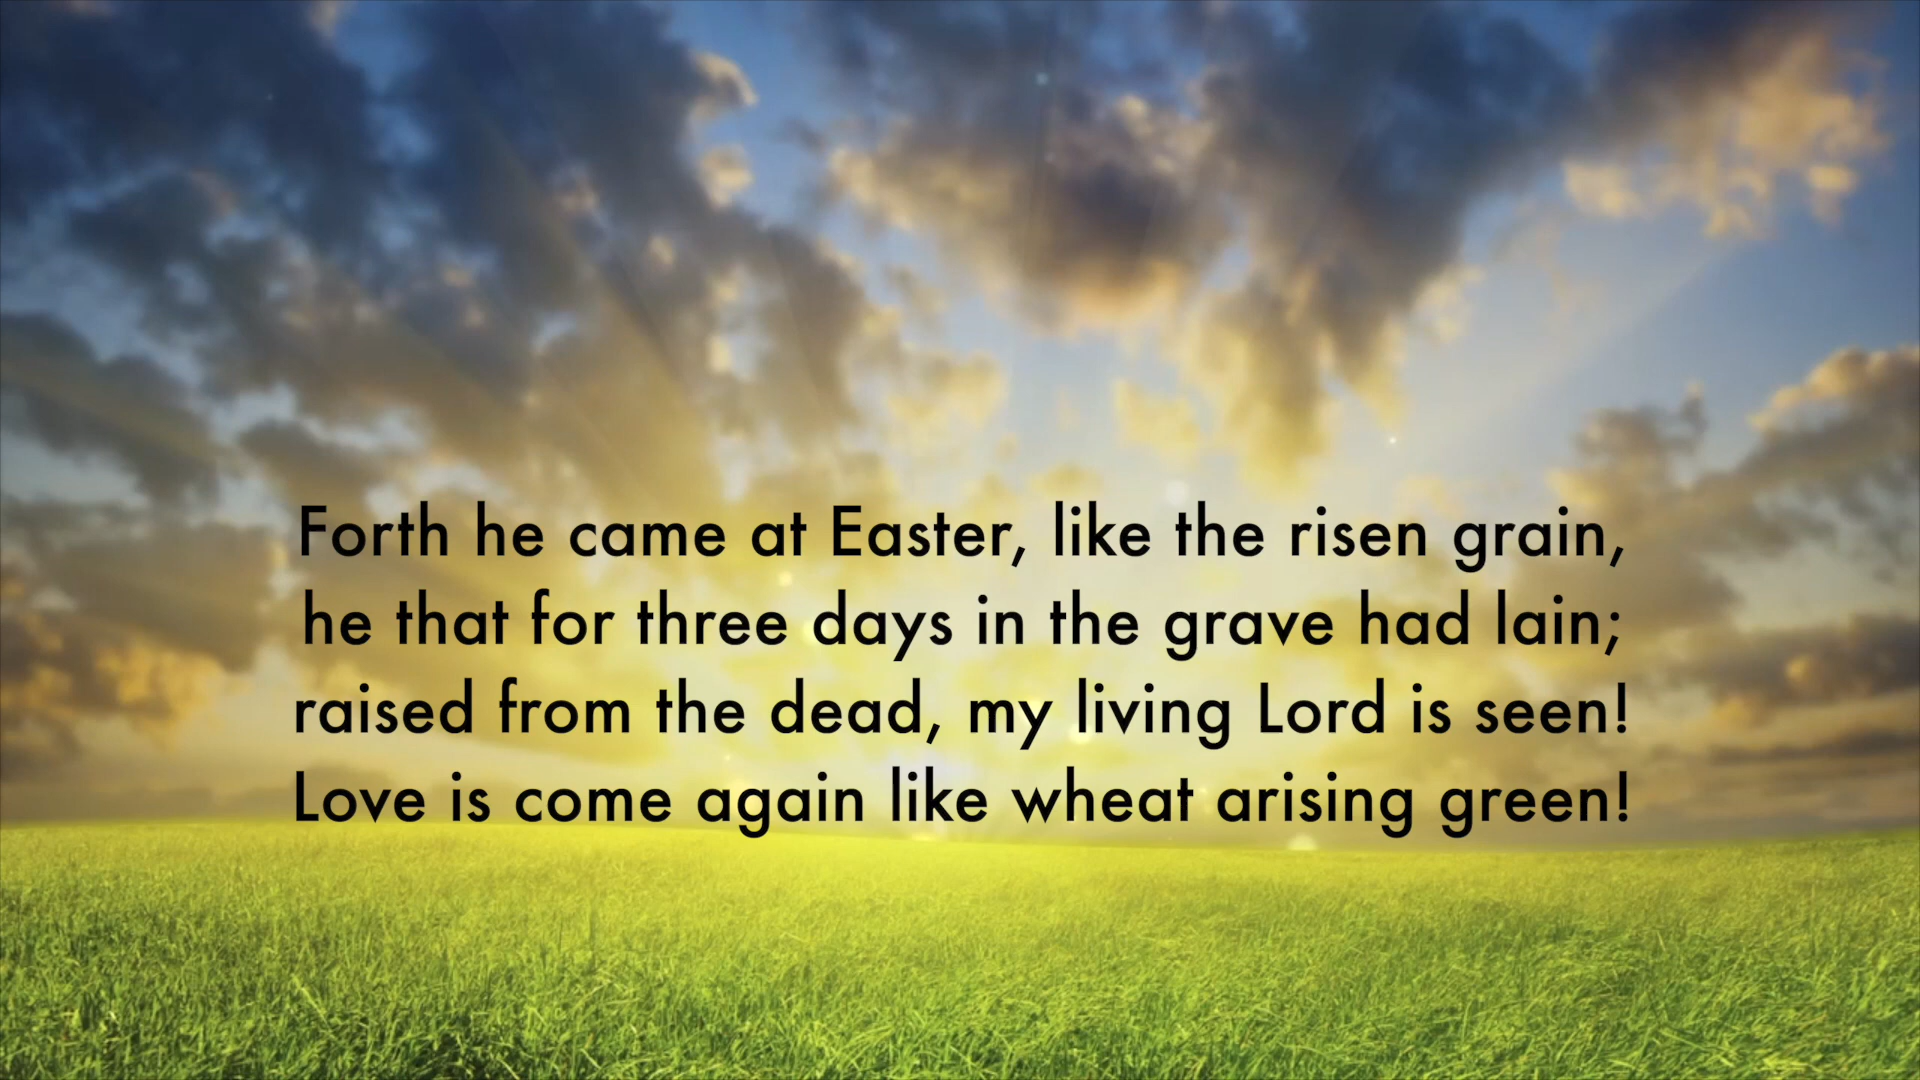 Forth he came at Easter, like the risen grain,
he that for three days in the grave had lain;
raised from the dead, my living Lord is seen!
Love is come again like wheat arising green!